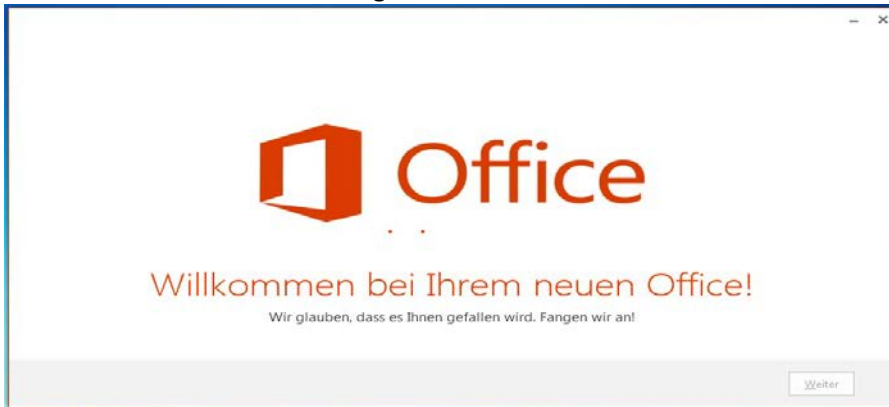 Office
Willkommen bei Ihrem neuen Office!
Wir glauben, dass es Ihnen gefallen wird. Fangen wir an!
Weiter